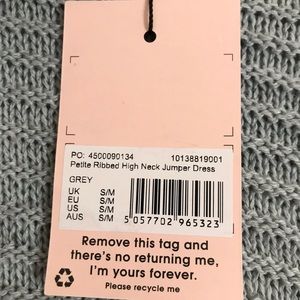 PO: 4500090134 10138819001
Petite Ribbed High Neck Jumper Dress
GREY
UK S/M
EU S/M
US S/M
AUS S/M
5 057702 965323
Remove this tag and
there's no returning me,
I'm yours forever.
Please recycle me